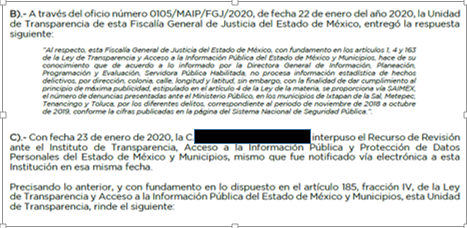 B).- A través del oficio número 0105/MAIP/FGJ/2020, de fecha 22 de enero del año 2020, la Unidad
de Transparencia de esta Fiscalía General de Justicia del Estado de México, entregó la respuesta
siguiente:
"Al respecto, esta Fiscalía General de Justicia del Estado de México, con fundamento en los artículos 1, 4 y 163
de la Ley de Transparencia y Acceso a la Información Pública del Estado de México y Municipios, hace de su
conocimiento que de acuerdo a lo informado por la Directora General de Información, Planeación,
Programación y Evaluación, Servidora Pública Habilitada, no procesa información estadística de hechos
delictivos, por dirección, colonia, calle, longitud y latitud, sin embargo, con la finalidad de dar cumplimiento al
principio de máxima publicidad, estipulado en el artículo 4 de la Ley de la materia, se proporciona vía SAIMEX,
el número de denuncias presentadas ante el Ministerio Público, en los municipios de Ixtapan de la Sal, Metepec,
Tenancingo y Toluca, por los diferentes delitos, correspondiente al periodo de noviembre de 2018 a octubre de
2019, conforme la cifras publicadas en la página del Sistema Nacional de Seguridad Pública."
C).- Con fecha 23 de enero de 2020, la C. interpuso el Recurso de Revisión
ante el Instituto de Transparencia, Acceso a la Información Pública y Protección de Datos
Personales del Estado de México y Municipios, mismo que fue notificado vía electrónica a esta
Institución en esa misma fecha.
Precisando lo anterior, y con fundamento en lo dispuesto en el artículo 185, fracción IV, de la Ley
de Transparencia y Acceso a la Información Pública del Estado de México y Municipios, esta Unidad
de Transparencia, rinde el siguiente: